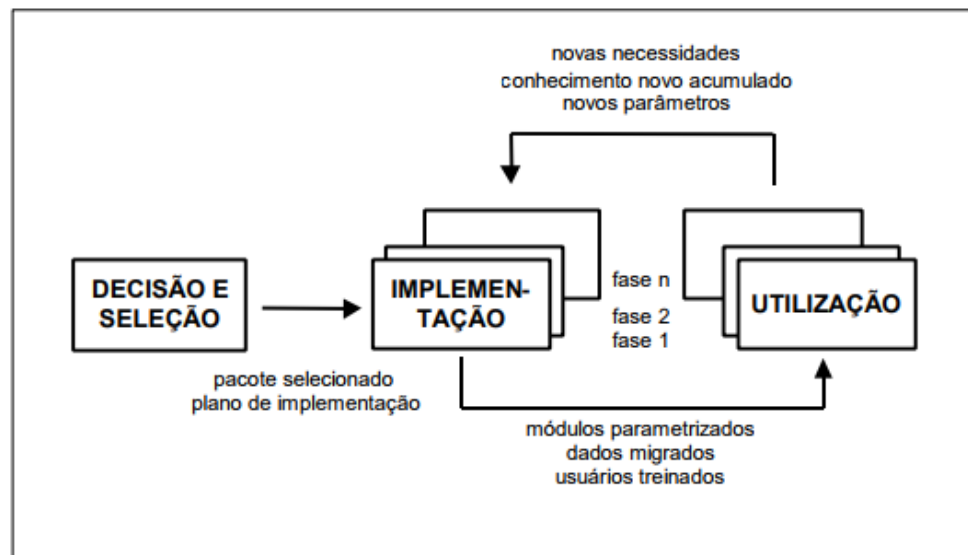 novas necessidades
conhecimento novo acumulado
novos parâmetros
DECISÃO E
SELEÇÃO
IMPLEMEN-
TAÇÃO
fase n
fase 2
fase 1
UTILIZAÇÃO
pacote selecionado
plano de implementação
módulos parametrizados
dados migrados
usuários treinados